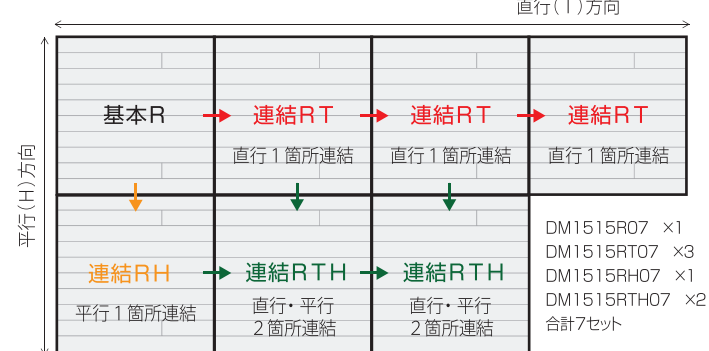 直行(T)方向
平行(H)方向
基本R
連結RT
直行1箇所連結
連結RT
直行1箇所連結
連結RT
直行1箇所連結
連結RH
平行1箇所連結
連結RTH
直行・平行
2箇所連結
連結RTH
直行・平行
2箇所連結
DM1515R07 ×1
DM1515RT07 ×3
DM1515RH07 ×1
DM1515RTH07 ×2
合計7セット